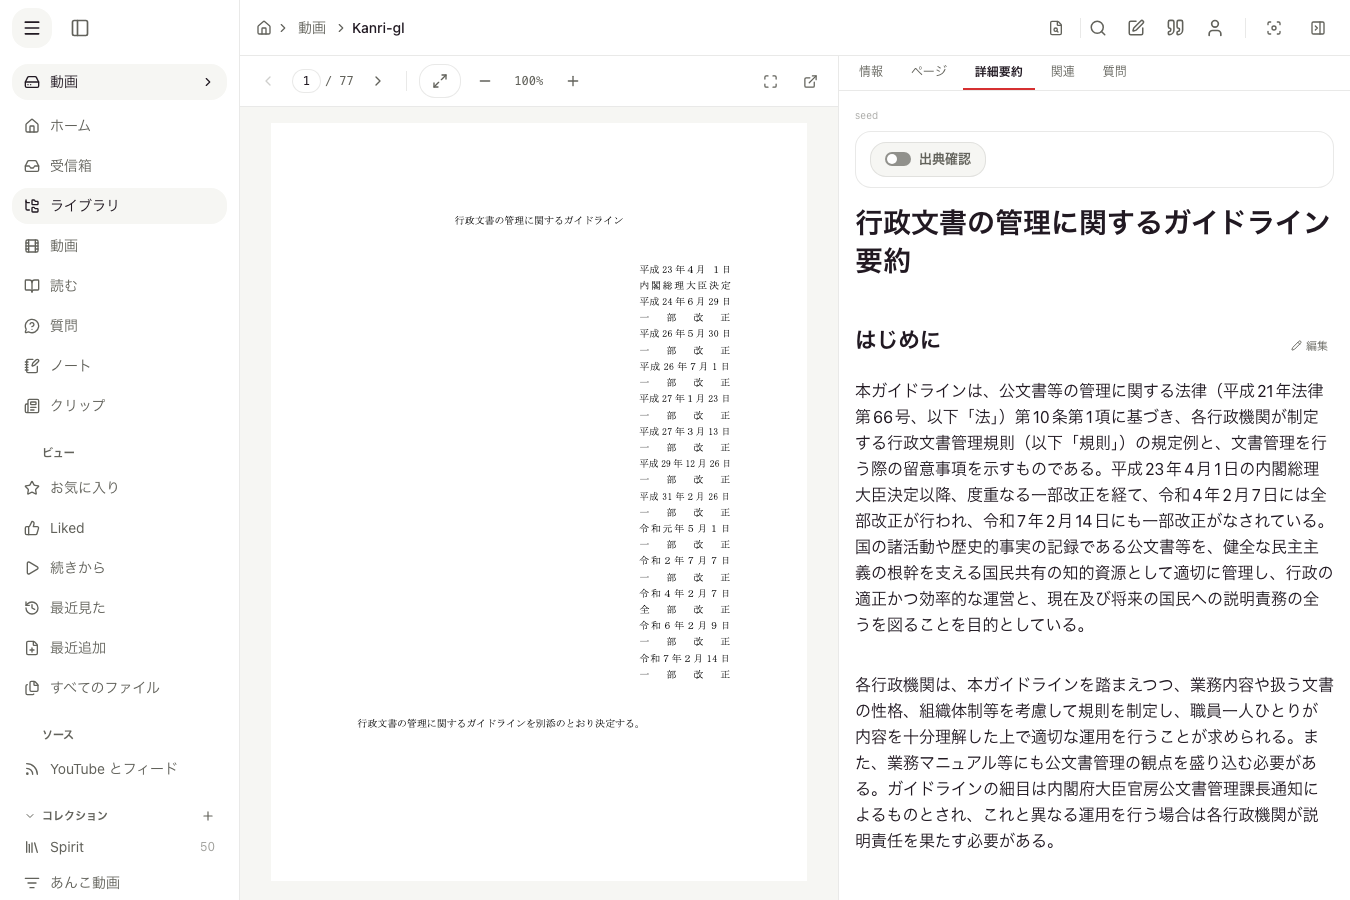 動画
ホーム
受信箱
ライブラリ
動画
読む
質問
ノート
クリップ
ビュー
お気に入り
Liked
続きから
最近見た
最近追加
すべてのファイル
ソース
YouTube とフィード
コレクション
Spirit 50
あんこ動画
動画 Kanri-gl
1 / 77 100%
行政文書の管理に関するガイドライン
平成 23 年 4 月 1 日
内閣総理大臣決定
平成 24 年 6 月 29 日
一部改正
平成 26 年 5 月 30 日
一部改正
平成 26 年 7 月 1 日
一部改正
平成 27 年 1 月 23 日
一部改正
平成 27 年 3 月 13 日
一部改正
平成 29 年 12 月 26 日
一部改正
平成 31 年 2 月 26 日
一部改正
令和元年 5 月 1 日
一部改正
令和 2 年 7 月 7 日
一部改正
令和 4 年 2 月 7 日
全部改正
令和 6 年 2 月 9 日
一部改正
令和 7 年 2 月 14 日
一部改正
行政文書の管理に関するガイドラインを別添のとおり決定する。
情報 ページ 詳細要約 関連 質問
seed
出典確認
行政文書の管理に関するガイドライン
要約
はじめに
編集
本ガイドラインは、公文書等の管理に関する法律（平成21年法律
第66号、以下「法」）第10条第1項に基づき、各行政機関が制定
する行政文書管理規則（以下「規則」）の規定例と、文書管理を行
う際の留意事項を示すものである。平成23年4月1日の内閣総理
大臣決定以降、度重なる一部改正を経て、令和4年2月7日には全
部改正が行われ、令和7年2月14日にも一部改正がなされている。
国の諸活動や歴史的事実の記録である公文書等を、健全な民主主
義の根幹を支える国民共有の知的資源として適切に管理し、行政の
適正かつ効率的な運営と、現在及び将来の国民への説明責務の全
うを図ることを目的としている。
各行政機関は、本ガイドラインを踏まえつつ、業務内容や扱う文書
の性格、組織体制等を考慮して規則を制定し、職員一人ひとりが
内容を十分理解した上で適切な運用を行うことが求められる。ま
た、業務マニュアル等にも公文書管理の観点を盛り込む必要があ
る。ガイドラインの細目は内閣府大臣官房公文書管理課長通知に
よるものとされ、これと異なる運用を行う場合は各行政機関が説
明責任を果たす必要がある。